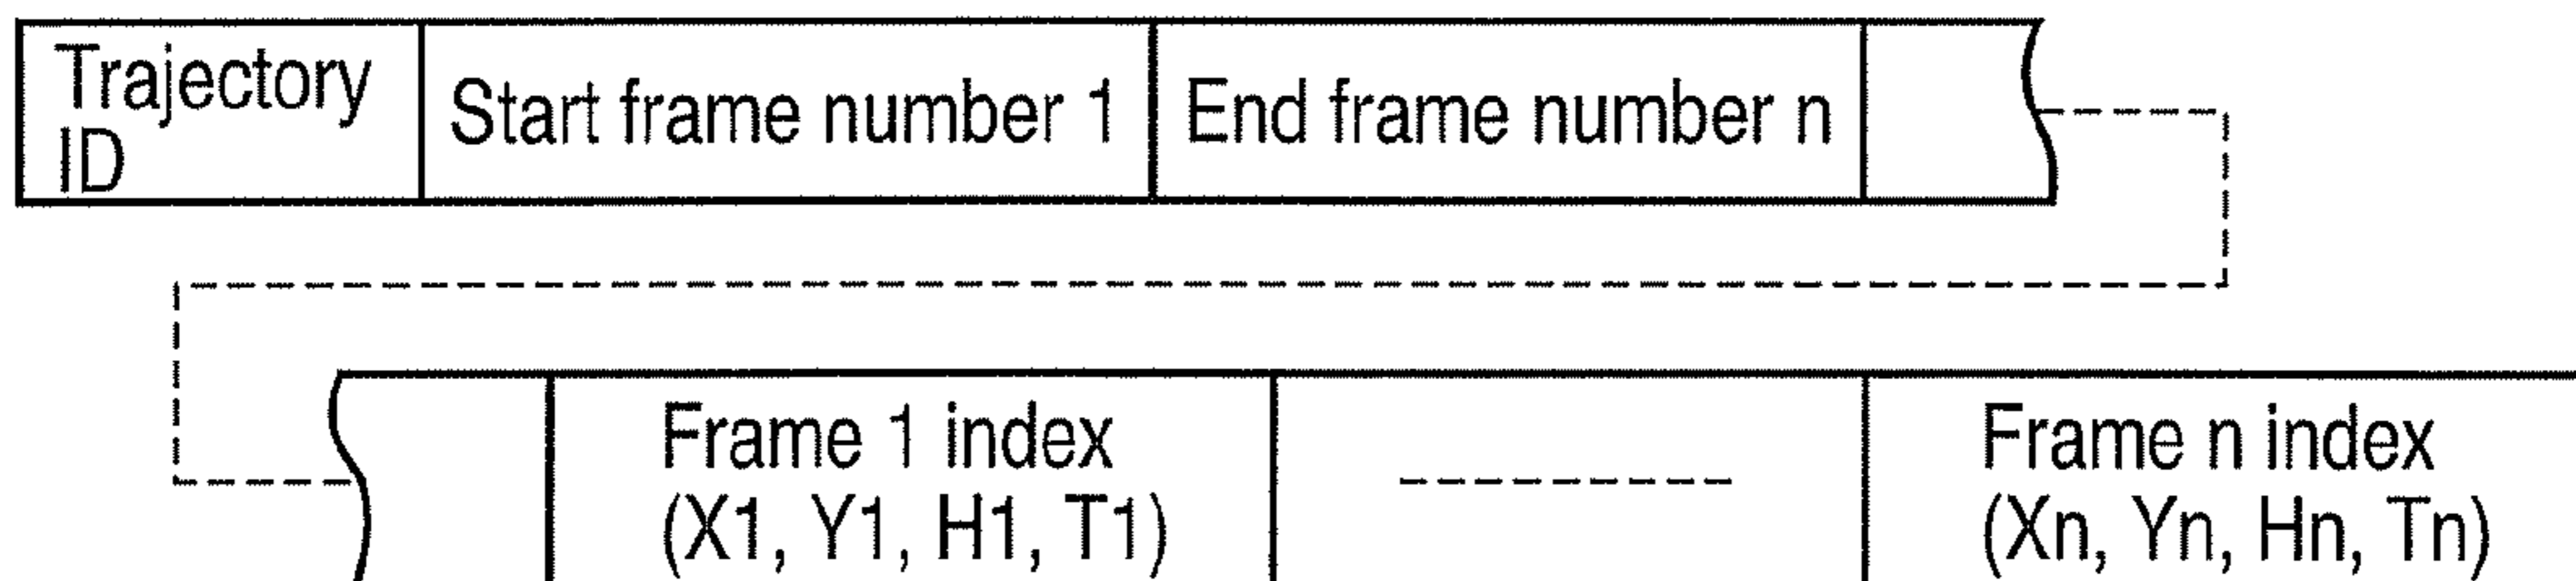 Trajectory
ID
Start frame number 1
End frame number n
Frame 1 index
(X1, Y1, H1, T1)
Frame n index
(Xn, Yn, Hn, Tn)